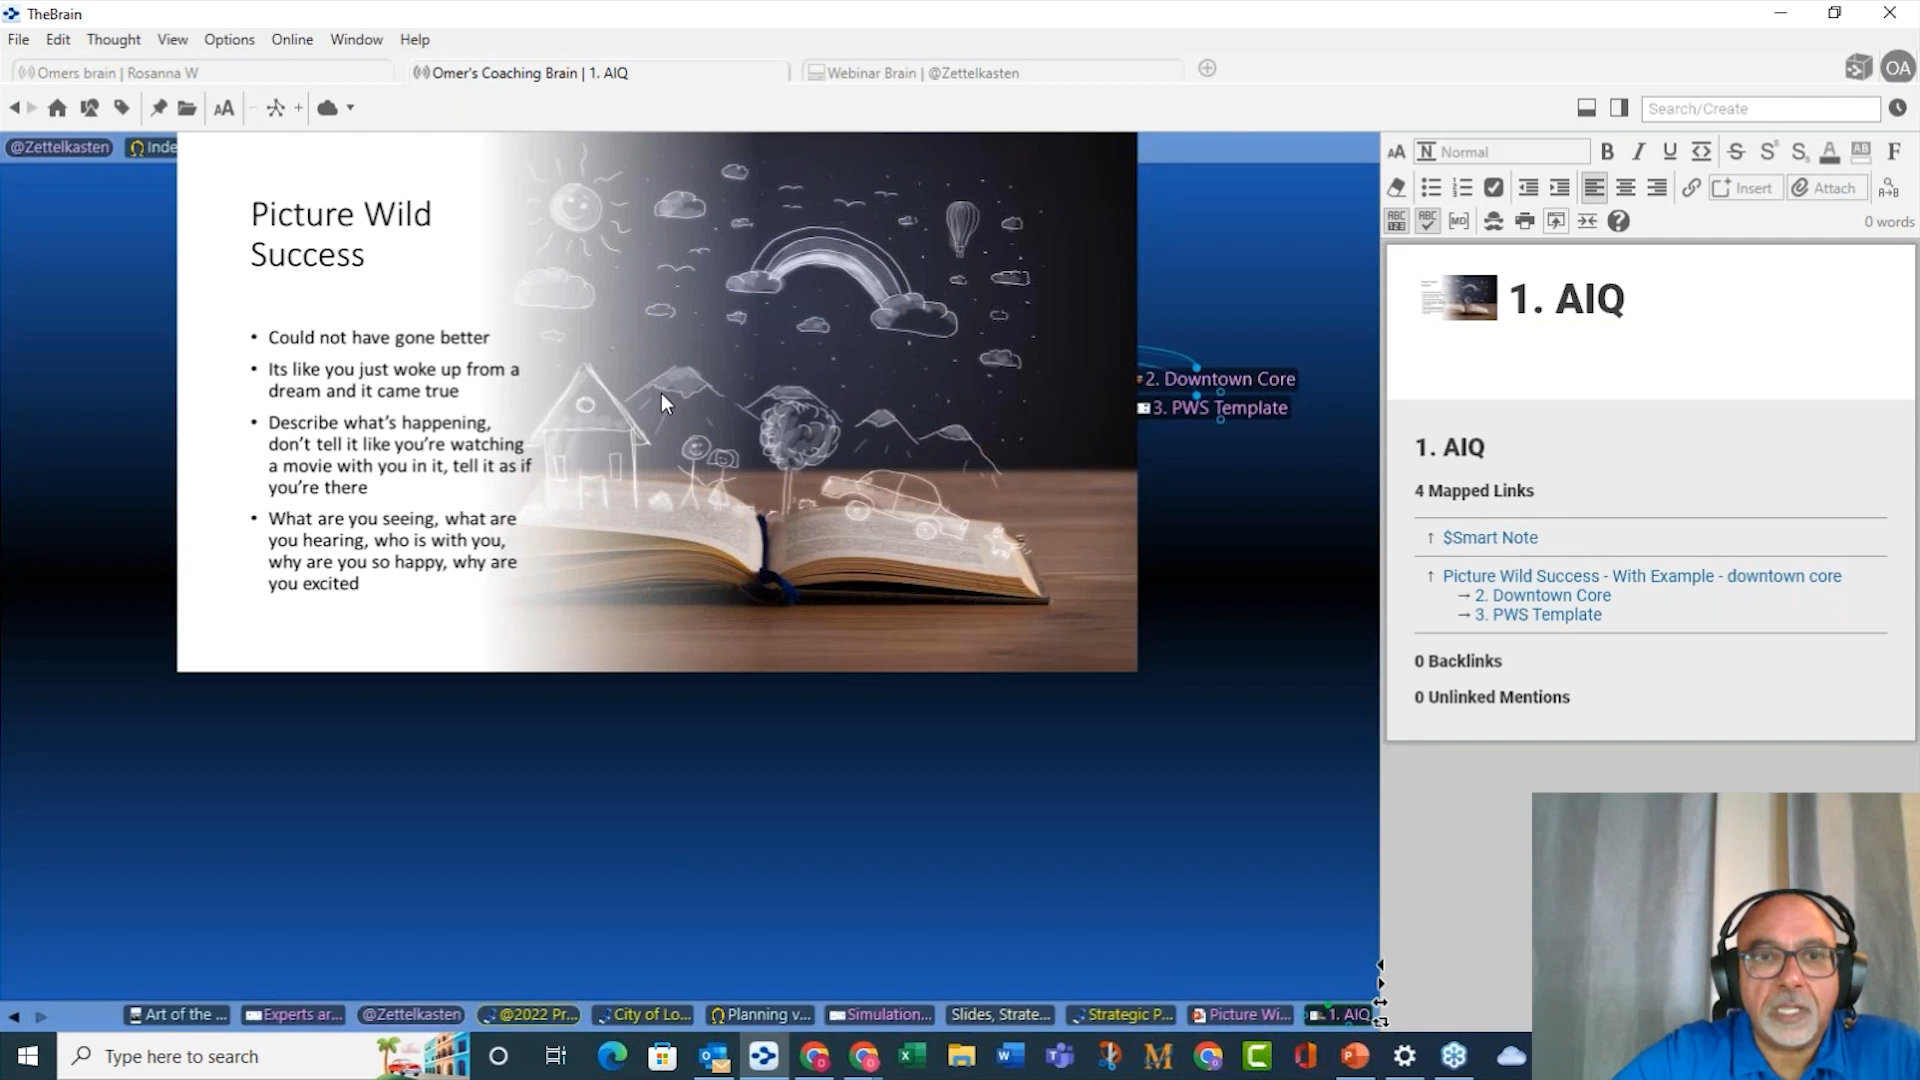 TheBrain
File Edit Thought View Options Online Window Help
Omers brain | Rosanna W
Omer's Coaching Brain | 1. AIQ
Webinar Brain | @Zettelkasten
OA
Search/Create
@Zettelkasten
Inde
Picture Wild
Success
• Could not have gone better
• Its like you just woke up from a
dream and it came true
• Describe what's happening,
don't tell it like you're watching
a movie with you in it, tell it as if
you're there
• What are you seeing, what are
you hearing, who is with you,
why are you so happy, why are
you excited
2. Downtown Core
3. PWS Template
Normal
Insert
Attach
0 words
1. AIQ
1. AIQ
4 Mapped Links
↑ $Smart Note
↑ Picture Wild Success - With Example - downtown core
→ 2. Downtown Core
→ 3. PWS Template
0 Backlinks
0 Unlinked Mentions
Art of the ...
Experts ar...
@Zettelkasten
@2022 Pr...
City of Lo...
Planning v...
Simulation...
Slides, Strate...
Strategic P...
Picture Wi...
1. AIQ
Type here to search